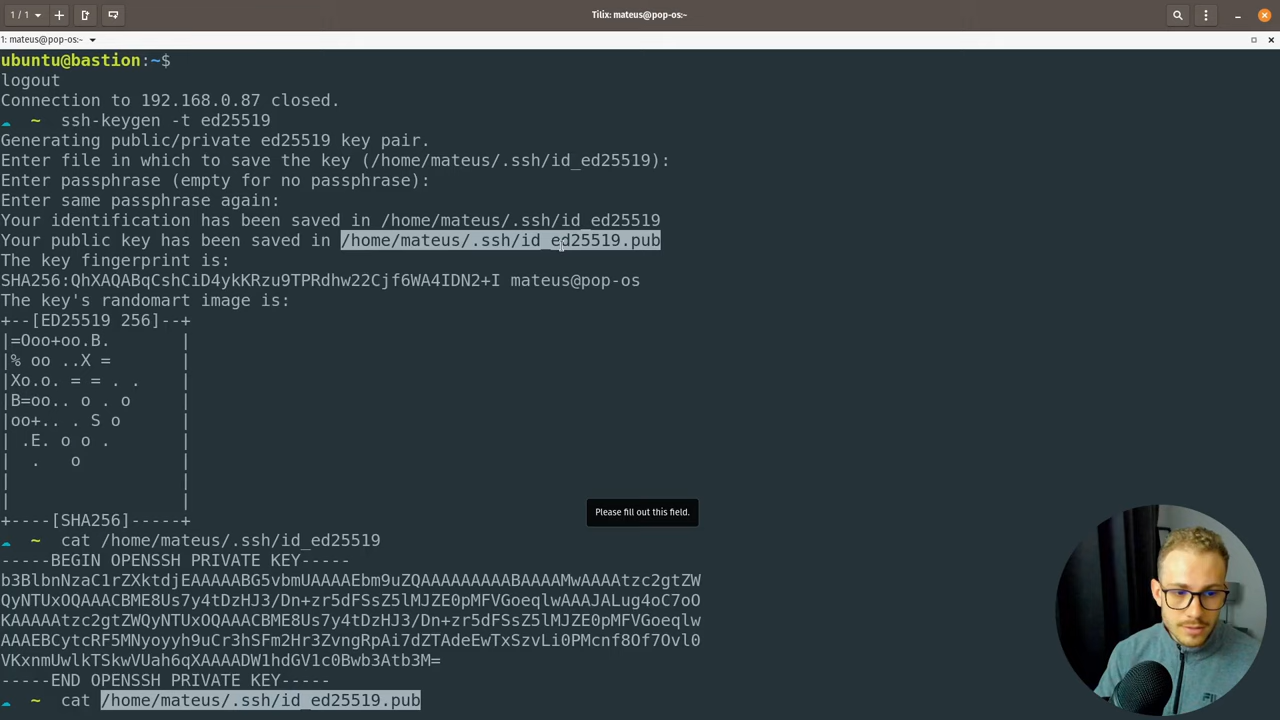 1 / 1
Tilix: mateus@pop-os:~
1: mateus@pop-os:~
ubuntu@bastion:~$
logout
Connection to 192.168.0.87 closed.
~ ssh-keygen -t ed25519
Generating public/private ed25519 key pair.
Enter file in which to save the key (/home/mateus/.ssh/id_ed25519):
Enter passphrase (empty for no passphrase):
Enter same passphrase again:
Your identification has been saved in /home/mateus/.ssh/id_ed25519
Your public key has been saved in /home/mateus/.ssh/id_ed25519.pub
The key fingerprint is:
SHA256:QhXAQABqCshCiD4ykKRzu9TPRdhw22Cjf6WA4IDN2+I mateus@pop-os
The key's randomart image is:
+--[ED25519 256]--+
|=Ooo+oo.B.       |
|% oo ..X =       |
|Xo.o. = = . .    |
|B=oo.. o . o     |
|oo+.. . S o      |
| .E. o o .       |
|  .   o          |
|                 |
|                 |
+----[SHA256]-----+
Please fill out this field.
~ cat /home/mateus/.ssh/id_ed25519
-----BEGIN OPENSSH PRIVATE KEY-----
b3BlbnNzaC1rZXktdjEAAAAABG5vbmUAAAAEbm9uZQAAAAAAAAABAAAAMwAAAAtzc2gtZW
QyNTUxOQAAACBME8Us7y4tDzHJ3/Dn+zr5dFSsZ5lMJZE0pMFVGoeqlwAAAJALug4oC7oO
KAAAAAtzc2gtZWQyNTUxOQAAACBME8Us7y4tDzHJ3/Dn+zr5dFSsZ5lMJZE0pMFVGoeqlw
AAAEBCytcRF5MNyoyyh9uCr3hSFm2Hr3ZvngRpAi7dZTAdeEwTxSzvLi0PMcnf8Of7Ovl0
VKxnmUwlkTSkwVUah6qXAAAADW1hdGV1c0Bwb3Atb3M=
-----END OPENSSH PRIVATE KEY-----
~ cat /home/mateus/.ssh/id_ed25519.pub